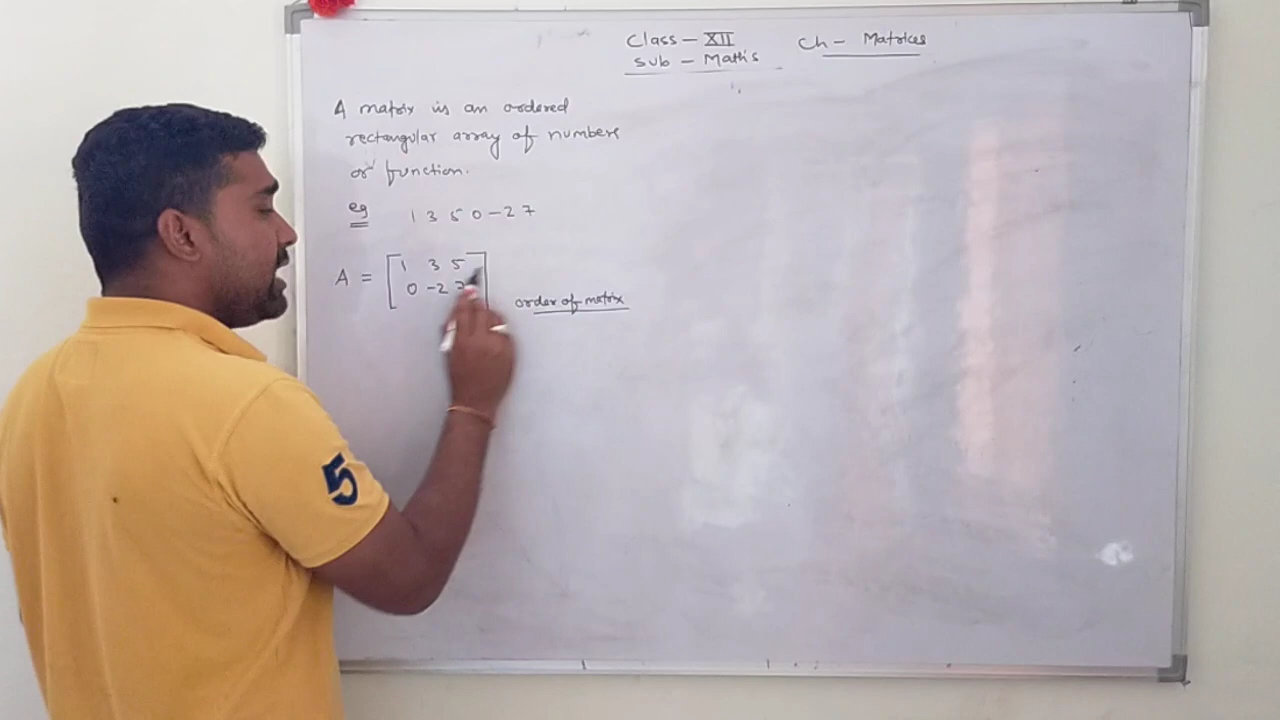 Class - XII Ch - Matrices
Sub - Math's
A matrix is an ordered
rectangular array of numbers
or function.
eg 1 3 5 0 -2 7
A = [ 1 3 5
0 -2 7 ]
order of matrix
5